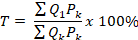 T = ∑ Q₁Pₖ / ∑ QₖPₖ x 100%